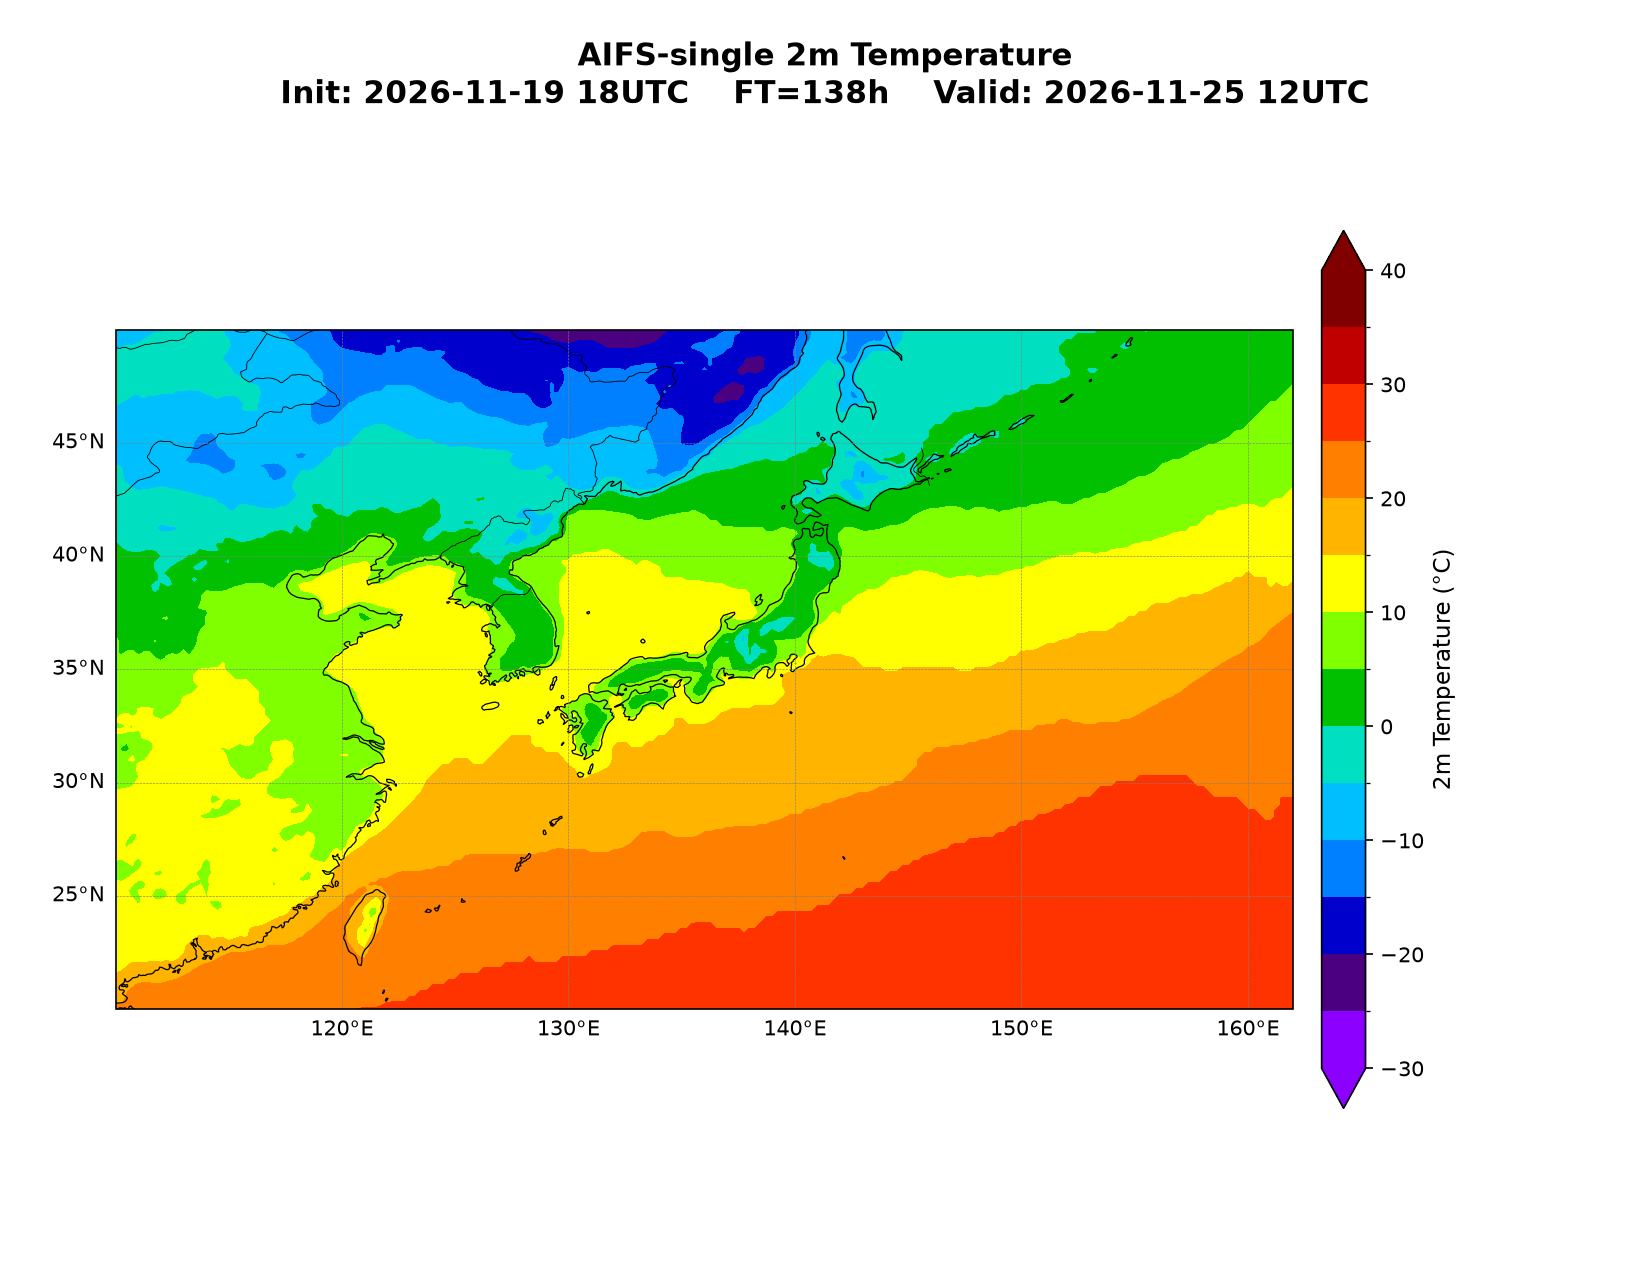 AIFS-single 2m Temperature
Init: 2026-11-19 18UTC    FT=138h    Valid: 2026-11-25 12UTC
45°N
40°N
35°N
30°N
25°N
120°E
130°E
140°E
150°E
160°E
40
30
20
10
0
−10
−20
−30
2m Temperature (°C)